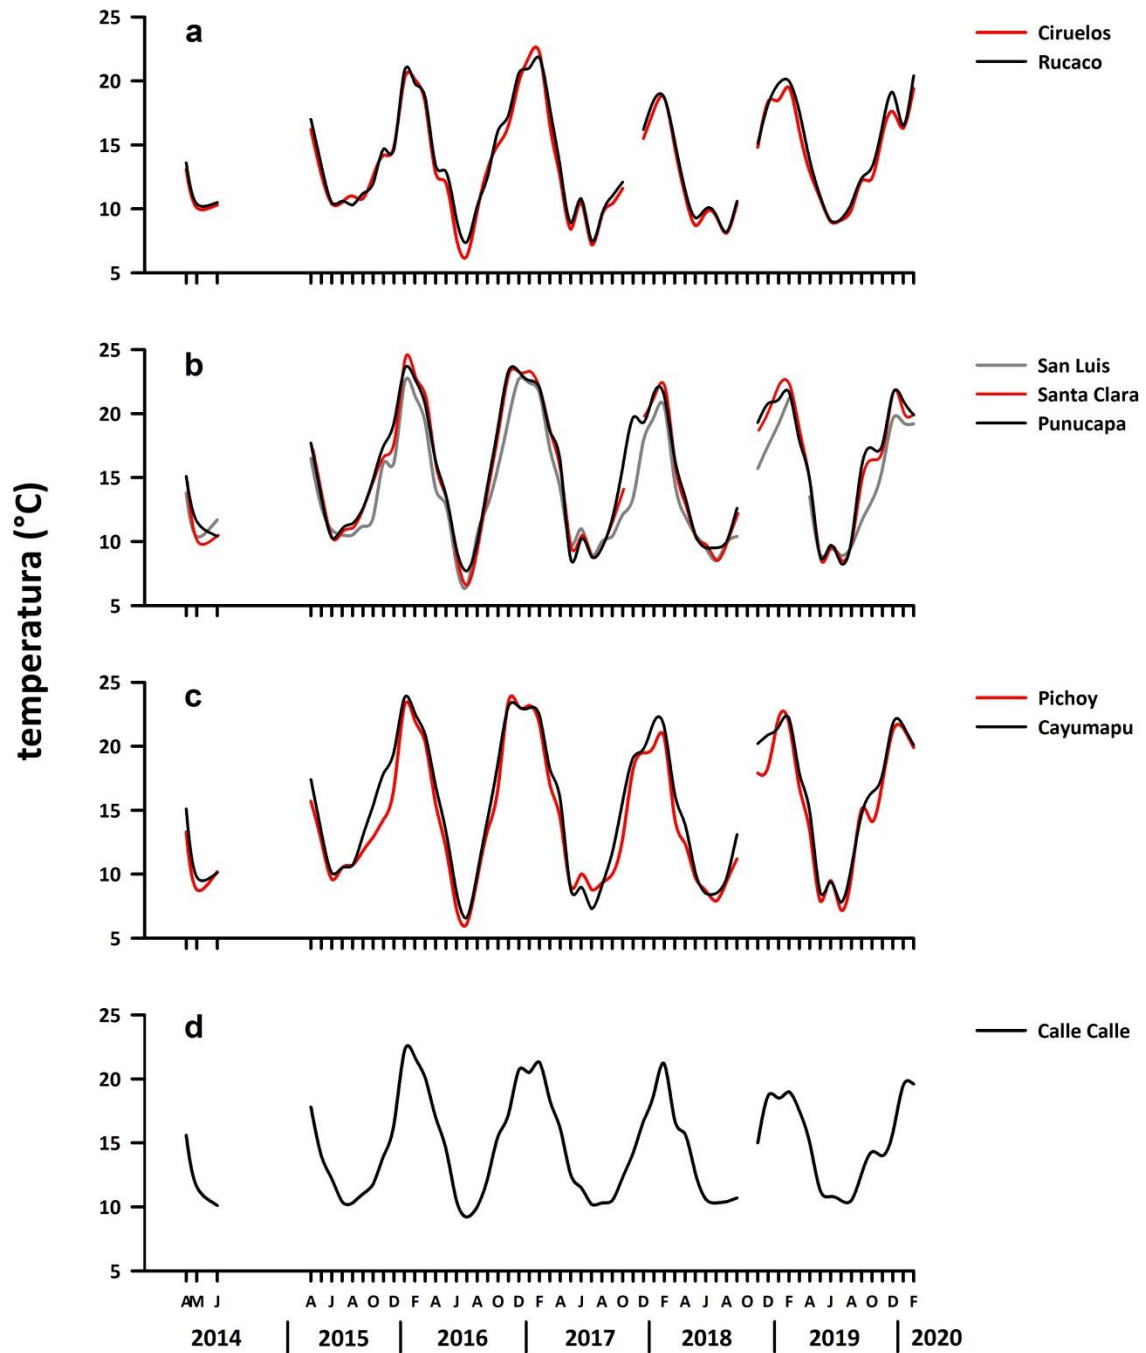 temperatura (°C)
a
25
20
15
10
5
Ciruelos
Rucaco
b
25
20
15
10
5
San Luis
Santa Clara
Punucapa
c
25
20
15
10
5
Pichoy
Cayumapu
d
25
20
15
10
5
Calle Calle
A M J A J A O D F A J A O D F A J A O D F A J A O D F A J A O D F
2014 | 2015 | 2016 | 2017 | 2018 | 2019 | 2020